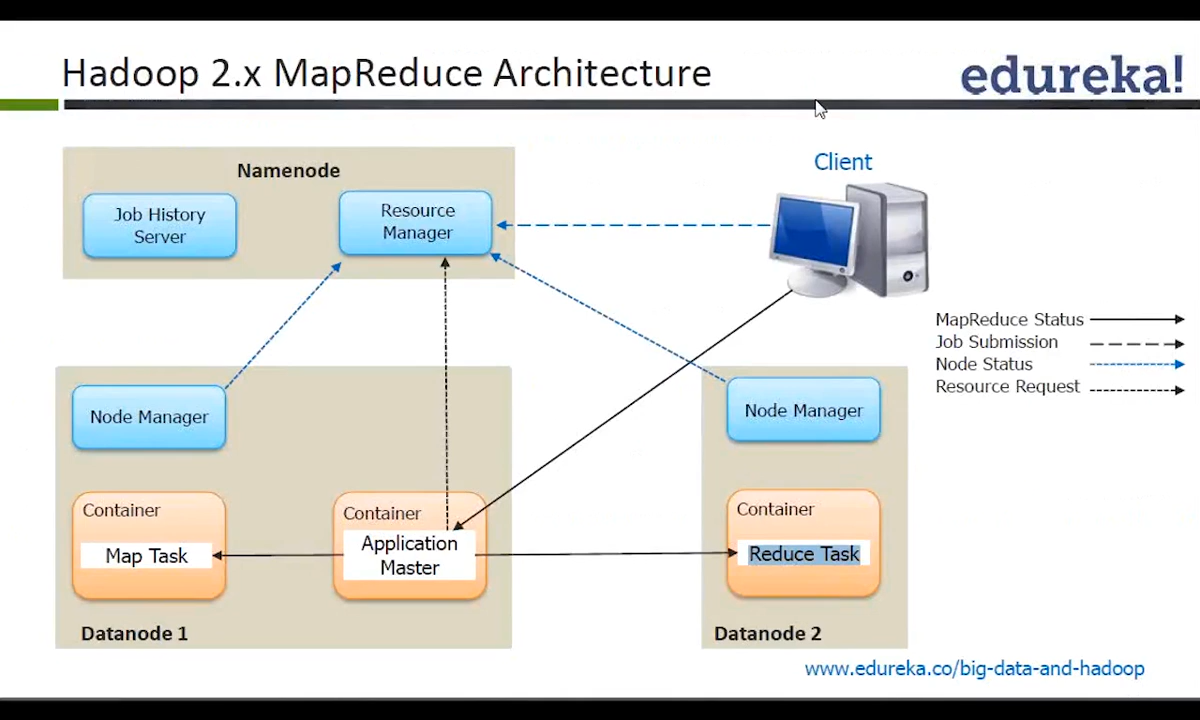 Hadoop 2.x MapReduce Architecture
edureka!
Namenode
Job History
Server
Resource
Manager
Client
MapReduce Status
Job Submission
Node Status
Resource Request
Node Manager
Container
Map Task
Container
Application
Master
Datanode 1
Node Manager
Container
Reduce Task
Datanode 2
www.edureka.co/big-data-and-hadoop